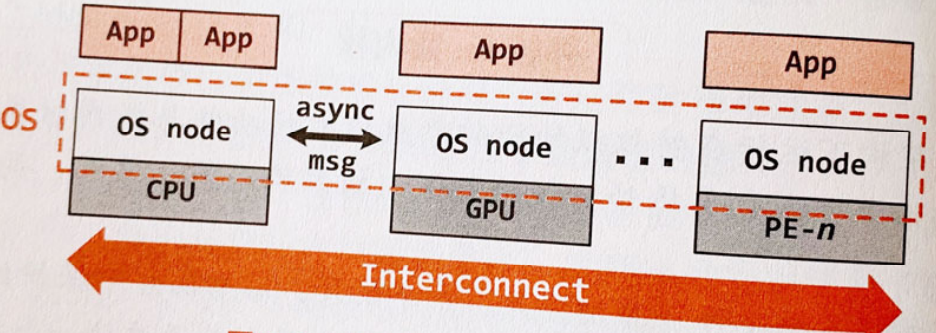 App App App App
OS
OS node async msg OS node ... OS node
CPU GPU PE-n
Interconnect